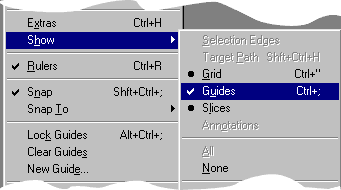 Extras Ctrl+H
Show
Rulers Ctrl+R
Snap Shft+Ctrl+;
Snap To
Lock Guides Alt+Ctrl+;
Clear Guides
New Guide...
Selection Edges
Target Path Shft+Ctrl+H
Grid Ctrl+"
Guides Ctrl+;
Slices
Annotations
All
None